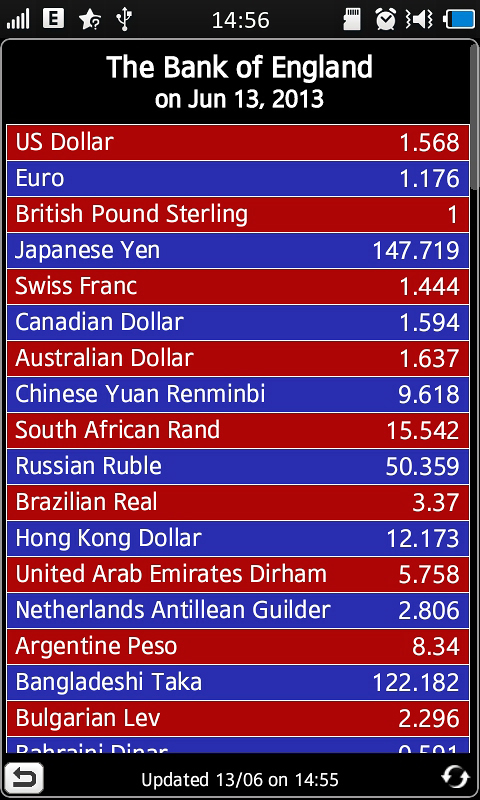 14:56
The Bank of England
on Jun 13, 2013
US Dollar 1.568
Euro 1.176
British Pound Sterling 1
Japanese Yen 147.719
Swiss Franc 1.444
Canadian Dollar 1.594
Australian Dollar 1.637
Chinese Yuan Renminbi 9.618
South African Rand 15.542
Russian Ruble 50.359
Brazilian Real 3.37
Hong Kong Dollar 12.173
United Arab Emirates Dirham 5.758
Netherlands Antillean Guilder 2.806
Argentine Peso 8.34
Bangladeshi Taka 122.182
Bulgarian Lev 2.296
Bahraini Dinar 0.591
Updated 13/06 on 14:55